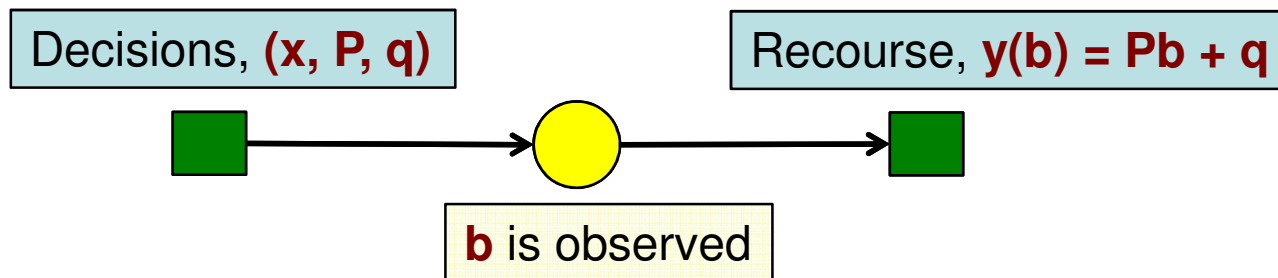 Decisions, (x, P, q)
Recourse, y(b) = Pb + q
b is observed